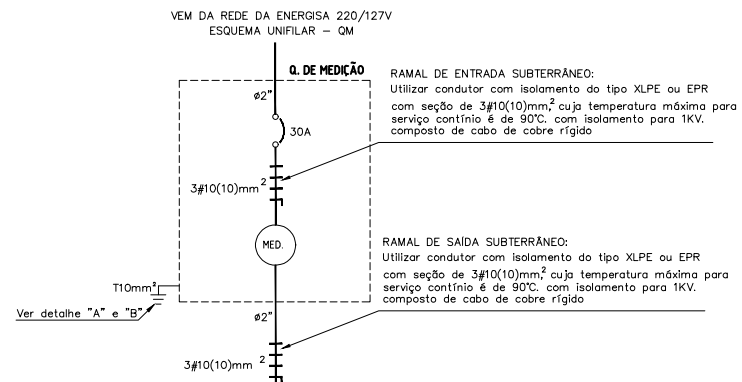 VEM DA REDE DA ENERGISA 220/127V
ESQUEMA UNIFILAR – QM
Q. DE MEDIÇÃO
ø2"
30A
3#10(10)mm²
MED.
T10mm²
Ver detalhe "A" e "B"
ø2"
3#10(10)mm²
RAMAL DE ENTRADA SUBTERRÂNEO:
Utilizar condutor com isolamento do tipo XLPE ou EPR
com seção de 3#10(10)mm,² cuja temperatura máxima para
serviço contínio é de 90°C. com isolamento para 1KV.
composto de cabo de cobre rígido
RAMAL DE SAÍDA SUBTERRÂNEO:
Utilizar condutor com isolamento do tipo XLPE ou EPR
com seção de 3#10(10)mm,² cuja temperatura máxima para
serviço contínio é de 90°C. com isolamento para 1KV.
composto de cabo de cobre rígido